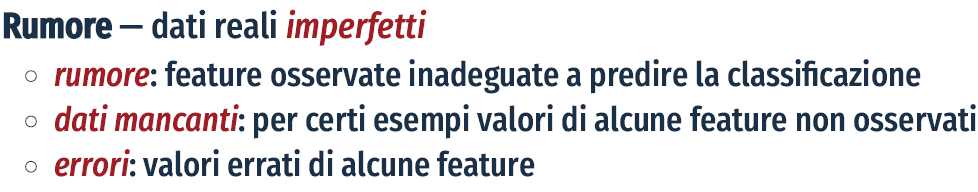 Rumore — dati reali imperfetti
○ rumore: feature osservate inadeguate a predire la classificazione
○ dati mancanti: per certi esempi valori di alcune feature non osservati
○ errori: valori errati di alcune feature